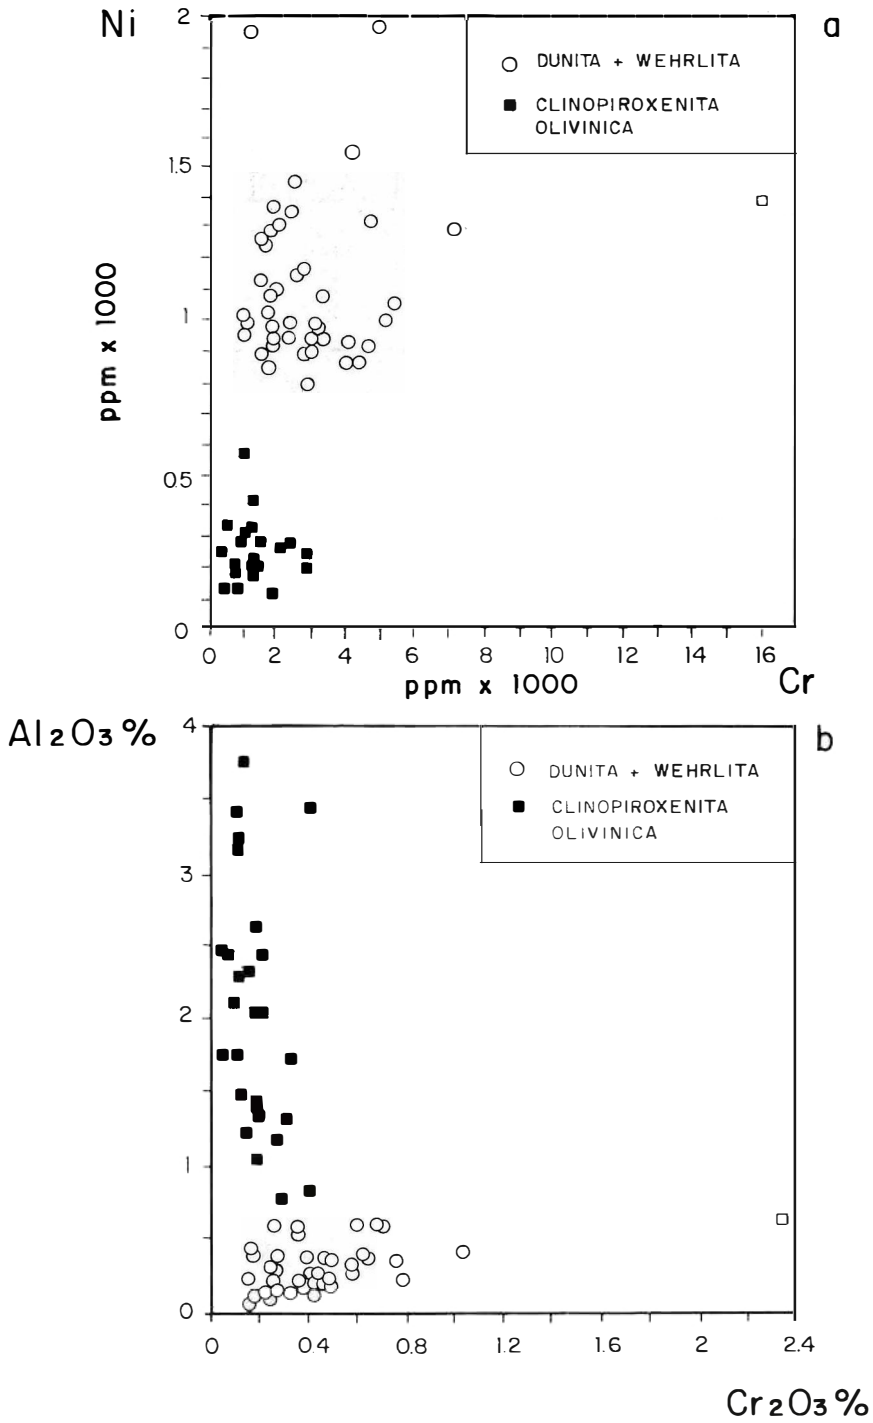 Ni
a
2
1.5
1
0.5
0
ppm x 1000
DUNITA + WEHRLITA
CLINOPIROXENITA
OLIVINICA
0 2 4 6 8 10 12 14 16
ppm x 1000
Cr
Al2O3%
b
4
3
2
1
0
DUNITA + WEHRLITA
CLINOPIROXENITA
OLIVINICA
0 0.4 0.8 1.2 1.6 2 2.4
Cr2O3%